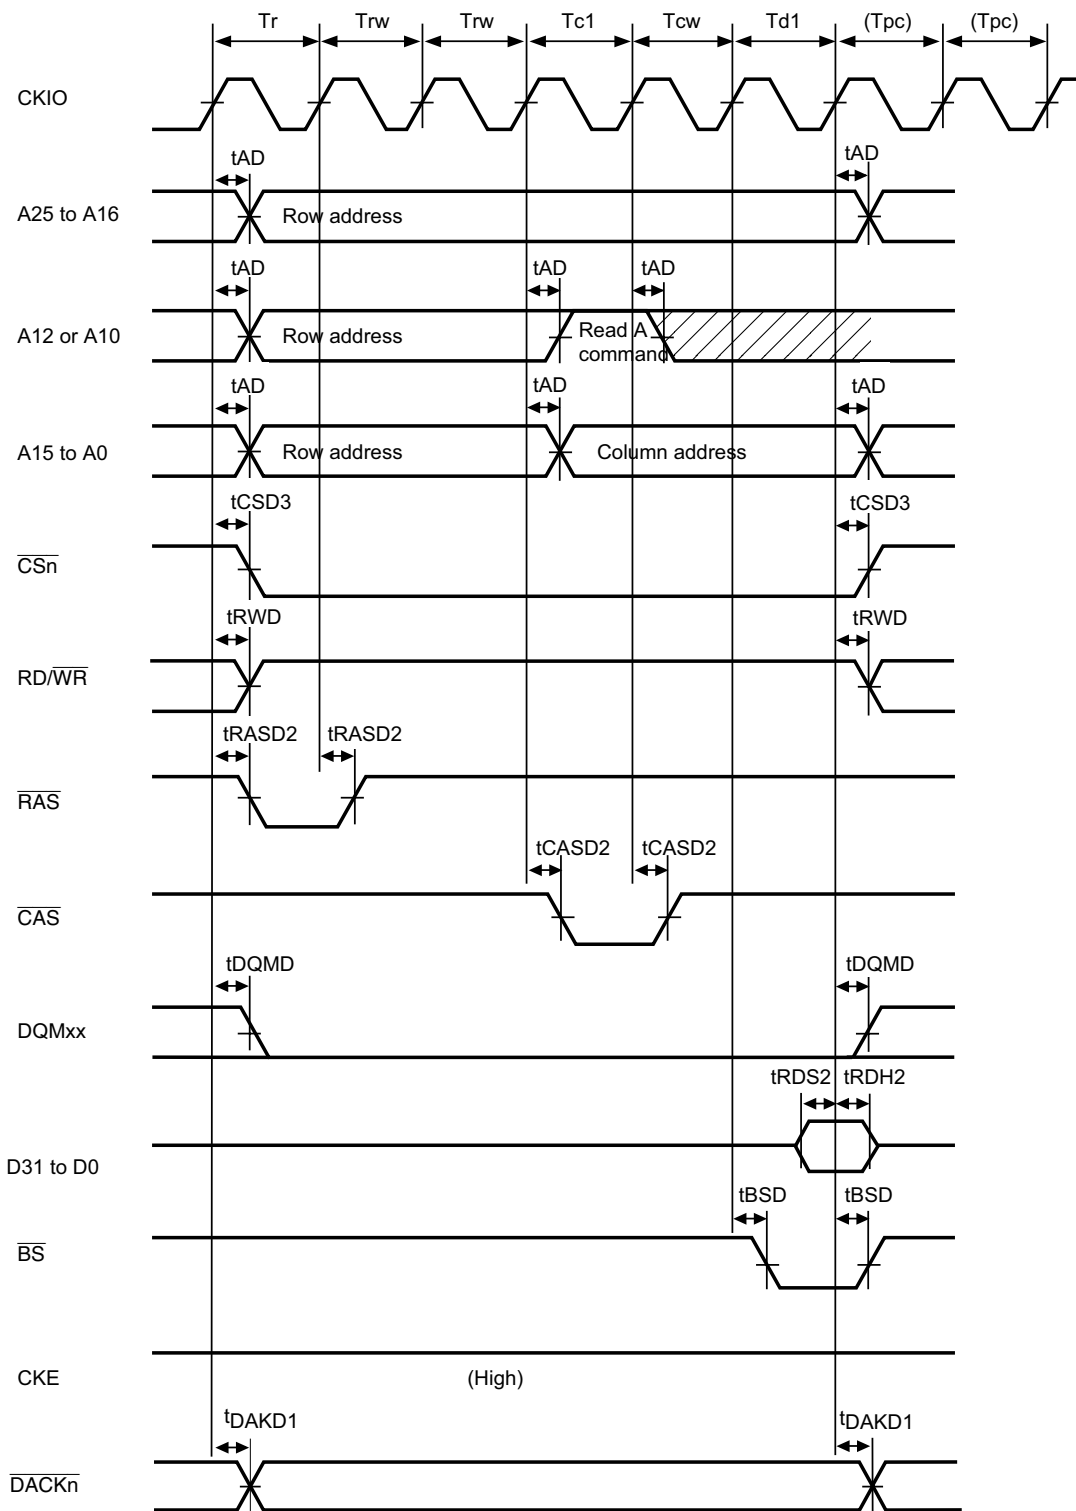 Tr Trw Trw Tc1 Tcw Td1 (Tpc) (Tpc)
CKIO
tAD tAD
A25 to A16 Row address
tAD tAD tAD
A12 or A10 Row address Read A
command
tAD tAD tAD
A15 to A0 Row address Column address
tCSD3 tCSD3
CSn
tRWD tRWD
RD/WR
tRASD2 tRASD2
RAS
tCASD2 tCASD2
CAS
tDQMD tDQMD
DQMxx
tRDS2 tRDH2
D31 to D0
tBSD tBSD
BS
CKE (High)
tDAKD1 tDAKD1
DACKn